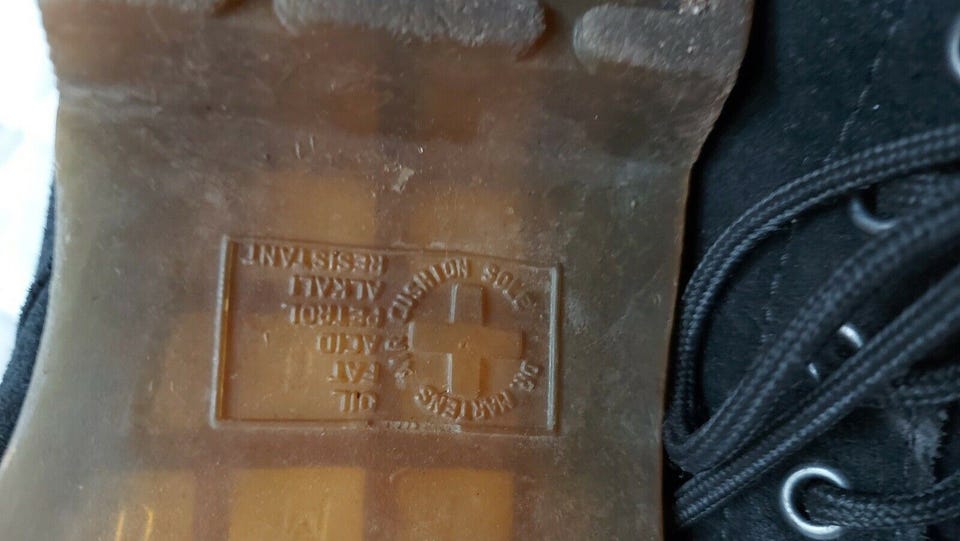 DR. MARTENS AIR CUSHION SOLE
OIL
FAT
ACID
PETROL
ALKALI
RESISTANT